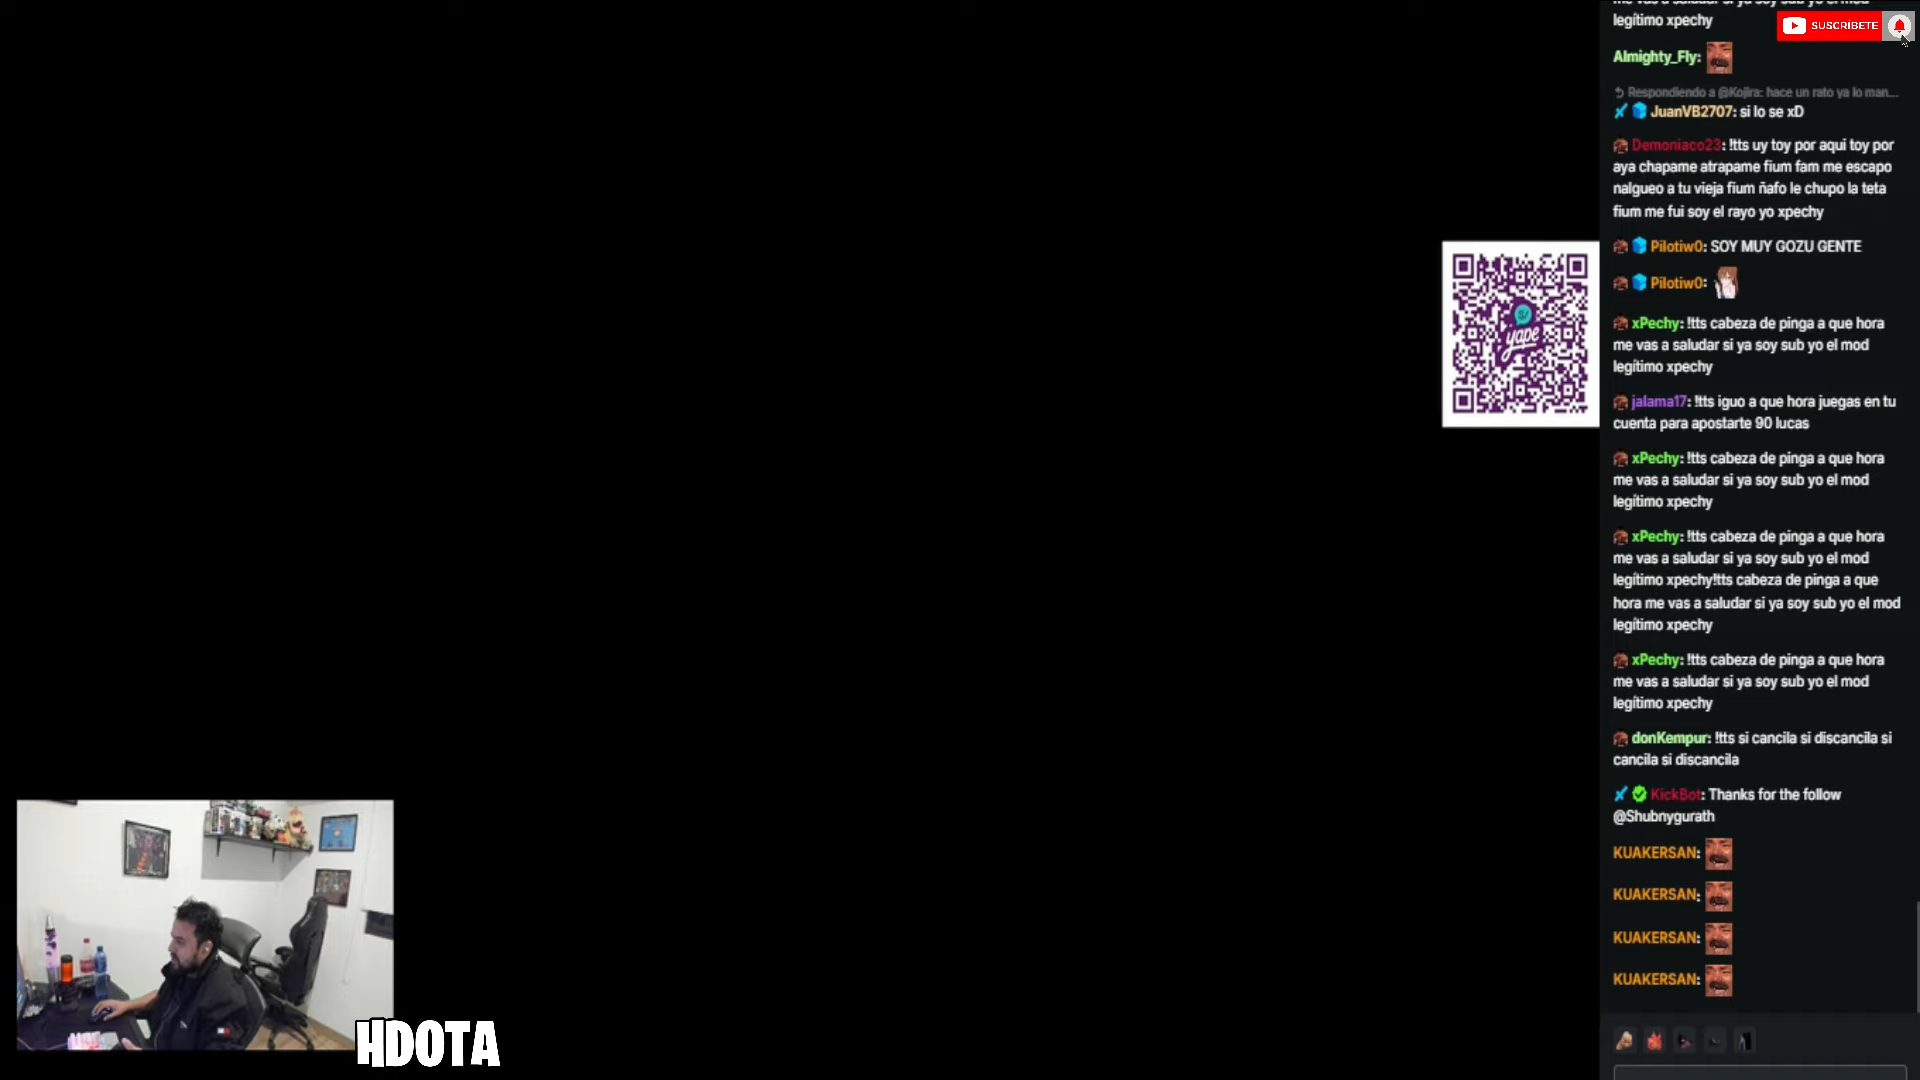 legítimo xpechy
SUSCRÍBETE
Almighty_Fly:
Respondiendo a @Kojira: hace un rato ya lo man...
JuanVB2707: si lo se xD
Demoniaco23: !tts uy toy por aqui toy por
aya chapame atrapame fium fam me escapo
nalgueo a tu vieja fium ñafo le chupo la teta
fium me fui soy el rayo yo xpechy
Pilotiw0: SOY MUY GOZU GENTE
Pilotiw0:
S/
yape
xPechy: !tts cabeza de pinga a que hora
me vas a saludar si ya soy sub yo el mod
legítimo xpechy
jalama17: !tts iguo a que hora juegas en tu
cuenta para apostarte 90 lucas
xPechy: !tts cabeza de pinga a que hora
me vas a saludar si ya soy sub yo el mod
legítimo xpechy
xPechy: !tts cabeza de pinga a que hora
me vas a saludar si ya soy sub yo el mod
legítimo xpechy!tts cabeza de pinga a que
hora me vas a saludar si ya soy sub yo el mod
legítimo xpechy
xPechy: !tts cabeza de pinga a que hora
me vas a saludar si ya soy sub yo el mod
legítimo xpechy
donKempur: !tts si cancila si discancila si
cancila si discancila
KickBot: Thanks for the follow
@Shubnygurath
KUAKERSAN:
KUAKERSAN:
KUAKERSAN:
KUAKERSAN:
HDOTA